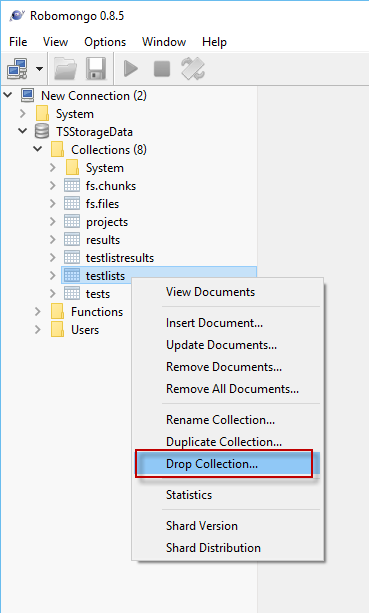 Robomongo 0.8.5
File View Options Window Help
New Connection (2)
System
TSStorageData
Collections (8)
System
fs.chunks
fs.files
projects
results
testlistresults
testlists
tests
Functions
Users
View Documents
Insert Document...
Update Documents...
Remove Documents...
Remove All Documents...
Rename Collection...
Duplicate Collection...
Drop Collection...
Statistics
Shard Version
Shard Distribution